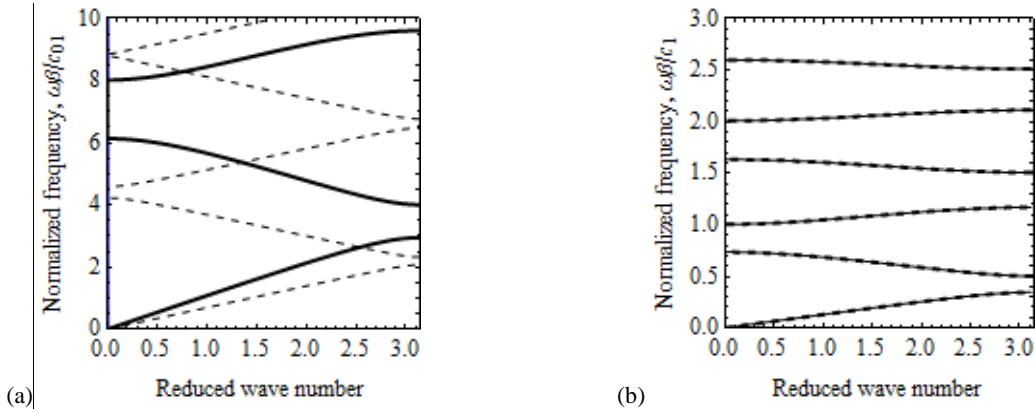 10
8
6
4
2
0
Normalized frequency, ωβ/c01
0.0 0.5 1.0 1.5 2.0 2.5 3.0
Reduced wave number
(a)
3.0
2.5
2.0
1.5
1.0
0.5
0.0
Normalized frequency, ωβ/c1
0.0 0.5 1.0 1.5 2.0 2.5 3.0
Reduced wave number
(b)